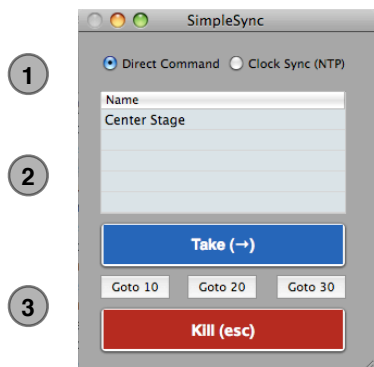 SimpleSync
1
Direct Command Clock Sync (NTP)
Name
Center Stage
2
Take (→)
Goto 10 Goto 20 Goto 30
3
Kill (esc)